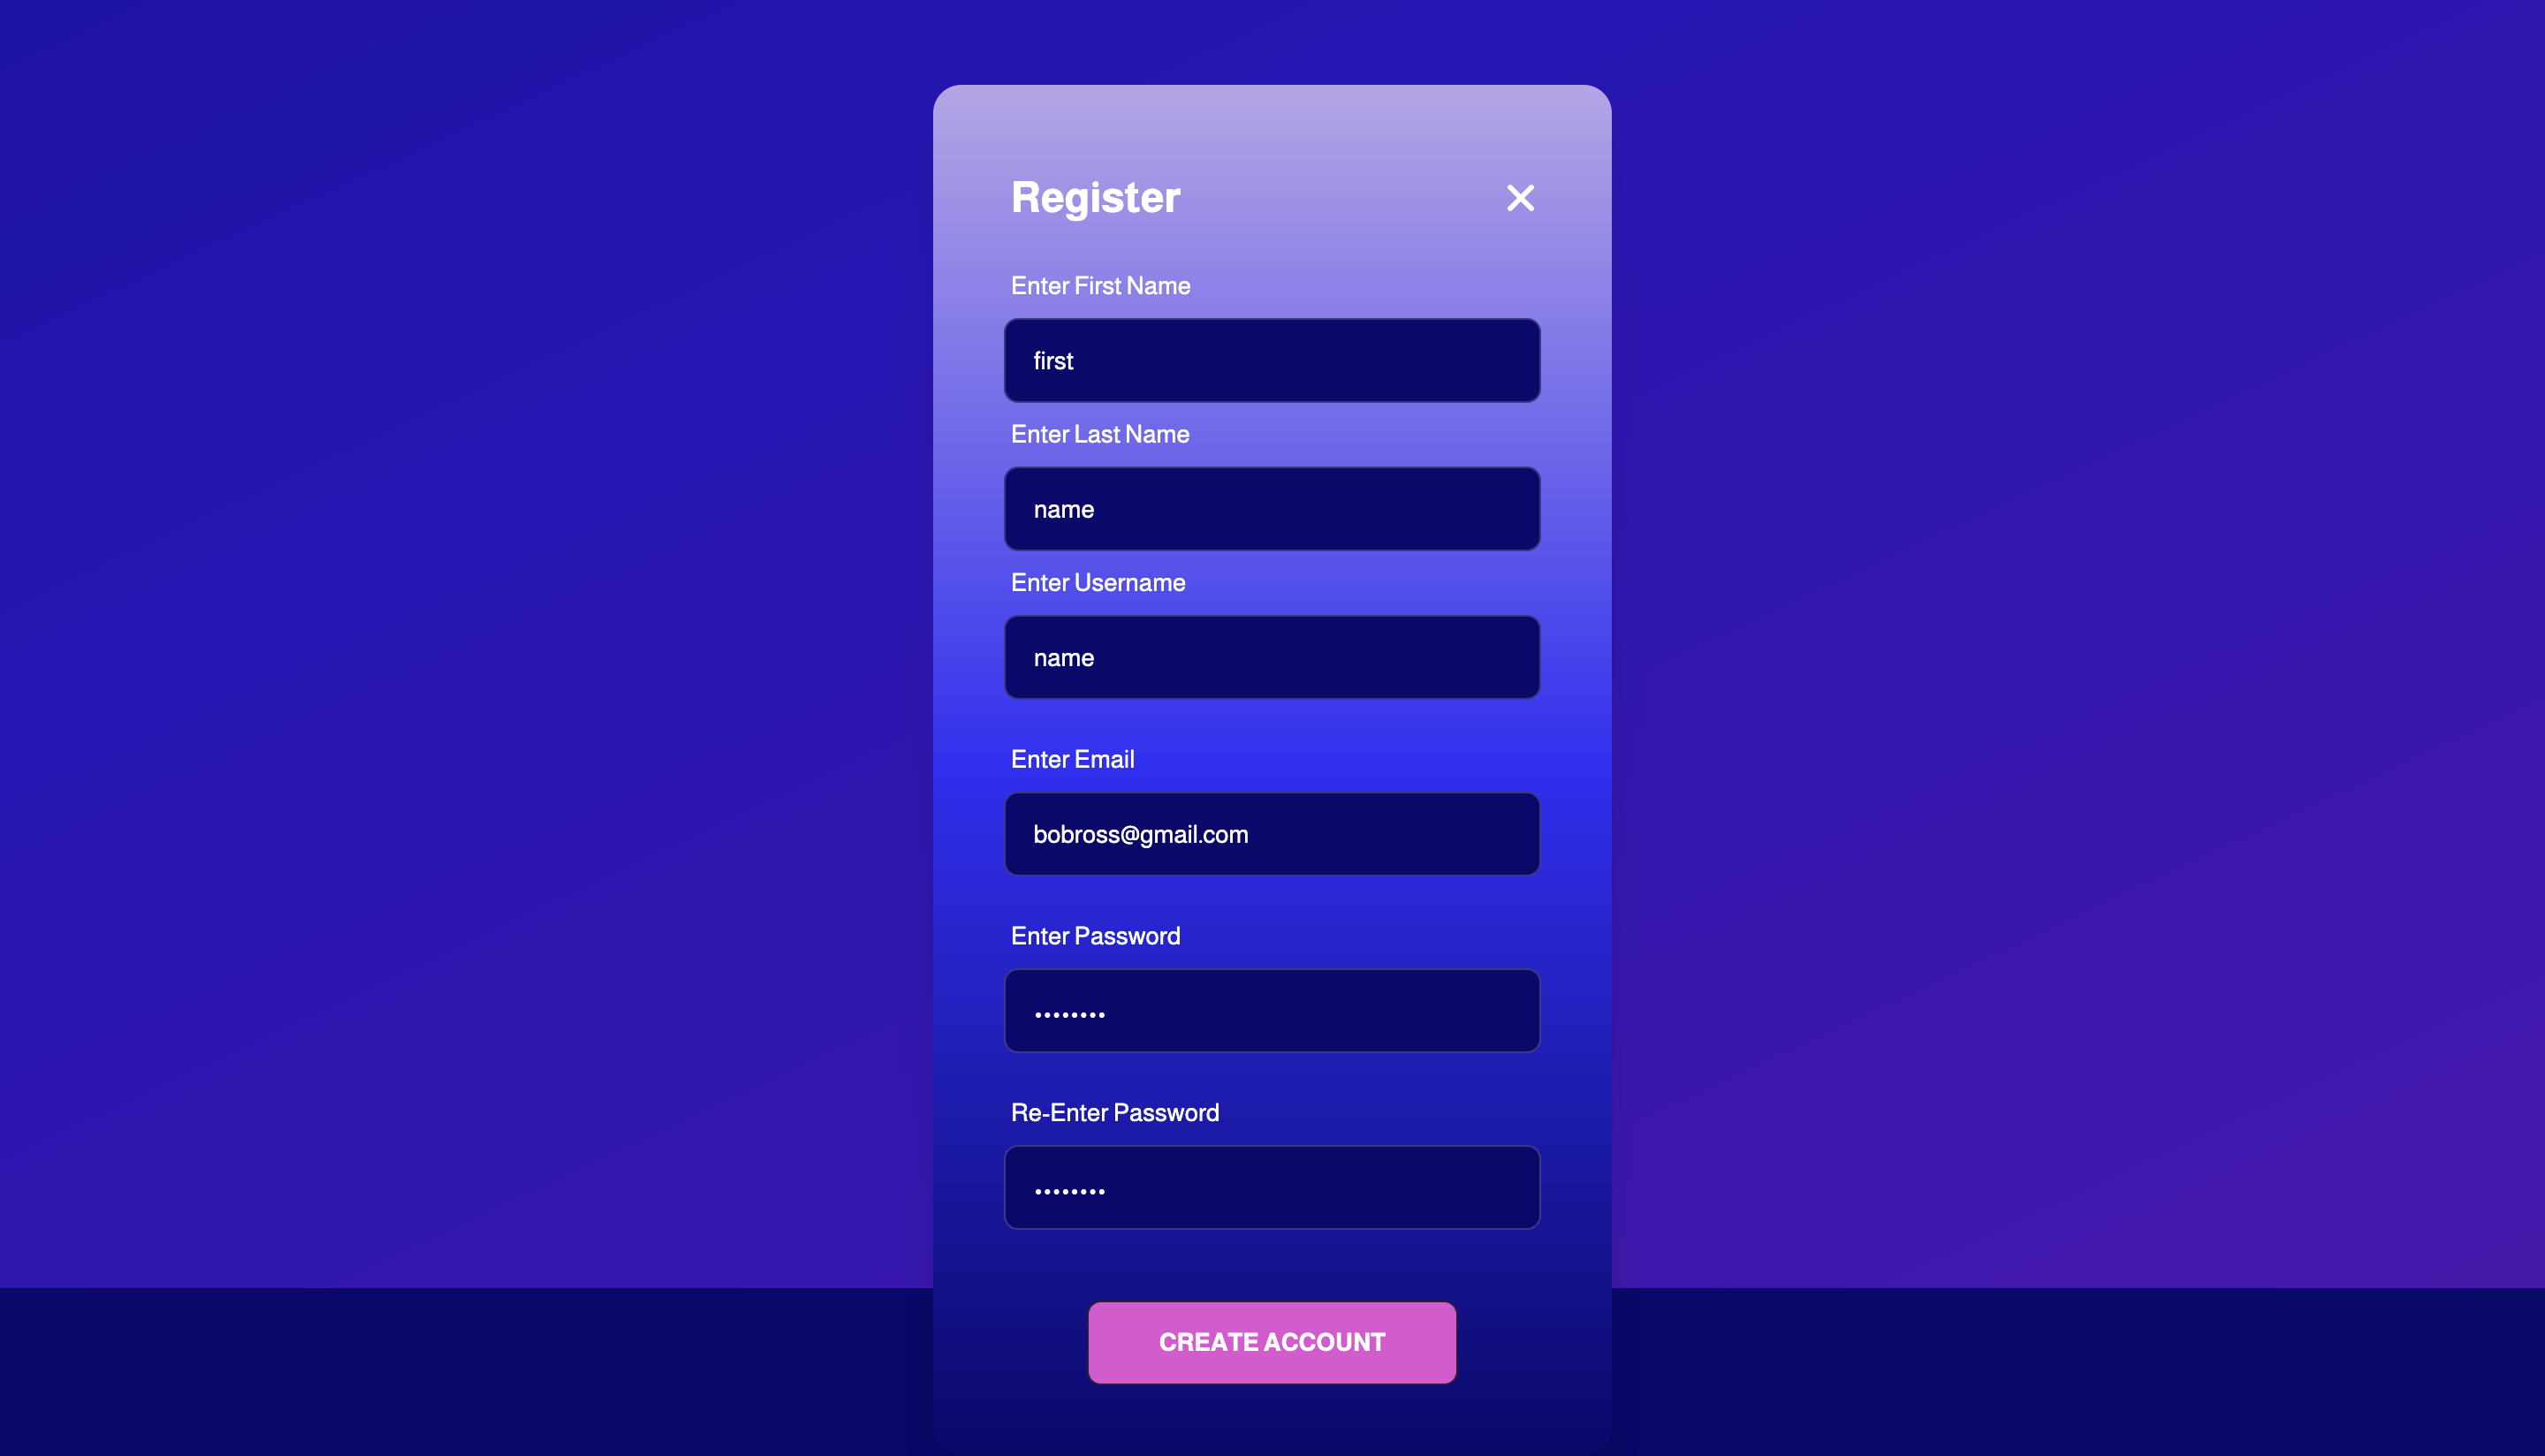 Register
Enter First Name
first
Enter Last Name
name
Enter Username
name
Enter Email
bobross@gmail.com
Enter Password
••••••••
Re-Enter Password
••••••••
CREATE ACCOUNT